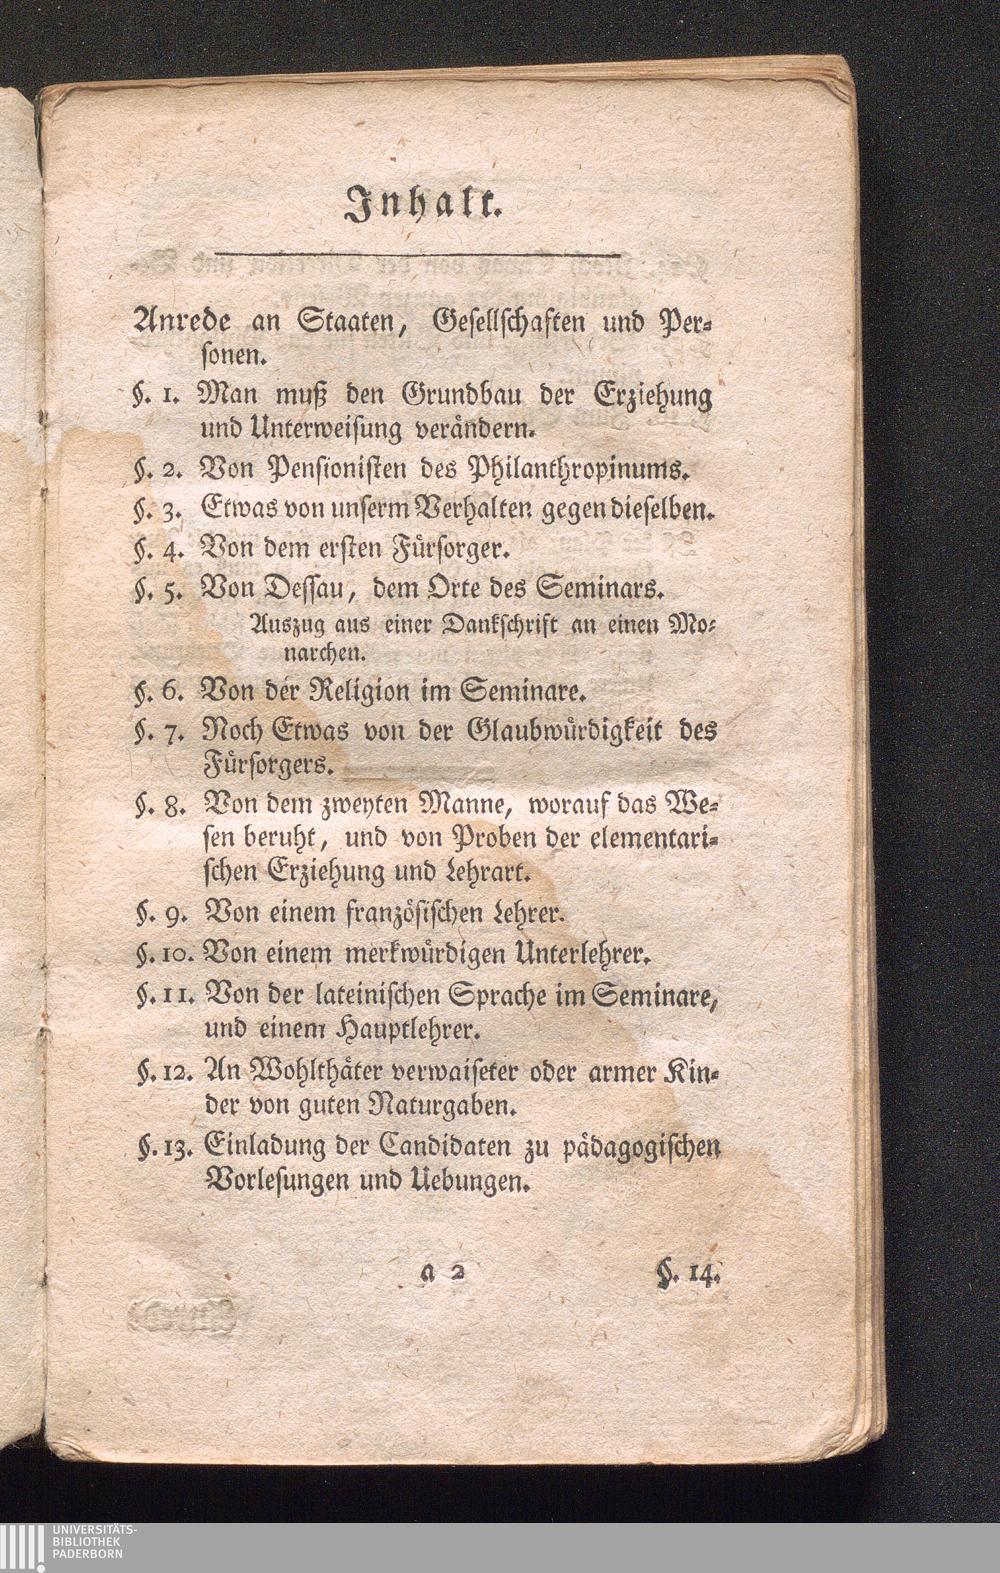 Inhalt.
Anrede an Staaten, Gesellschaften und Per-
sonen.
§. 1. Man muß den Grundbau der Erziehung
und Unterweisung verändern.
§. 2. Von Pensionisten des Philanthropinums.
§. 3. Etwas von unserm Verhalten gegen dieselben.
§. 4. Von dem ersten Fürsorger.
§. 5. Von Dessau, dem Orte des Seminars.
Auszug aus einer Dankschrift an einen Mo-
narchen.
§. 6. Von der Religion im Seminare.
§. 7. Noch Etwas von der Glaubwürdigkeit des
Fürsorgers.
§. 8. Von dem zweyten Manne, worauf das We-
sen beruht, und von Proben der elementari-
schen Erziehung und Lehrart.
§. 9. Von einem französischen Lehrer.
§. 10. Von einem merkwürdigen Unterlehrer.
§. 11. Von der lateinischen Sprache im Seminare,
und einem Hauptlehrer.
§. 12. An Wohlthäter verwaiseter oder armer Kin-
der von guten Naturgaben.
§. 13. Einladung der Candidaten zu pädagogischen
Vorlesungen und Uebungen.
a 2 §. 14.
UNIVERSITÄTS-
BIBLIOTHEK
PADERBORN